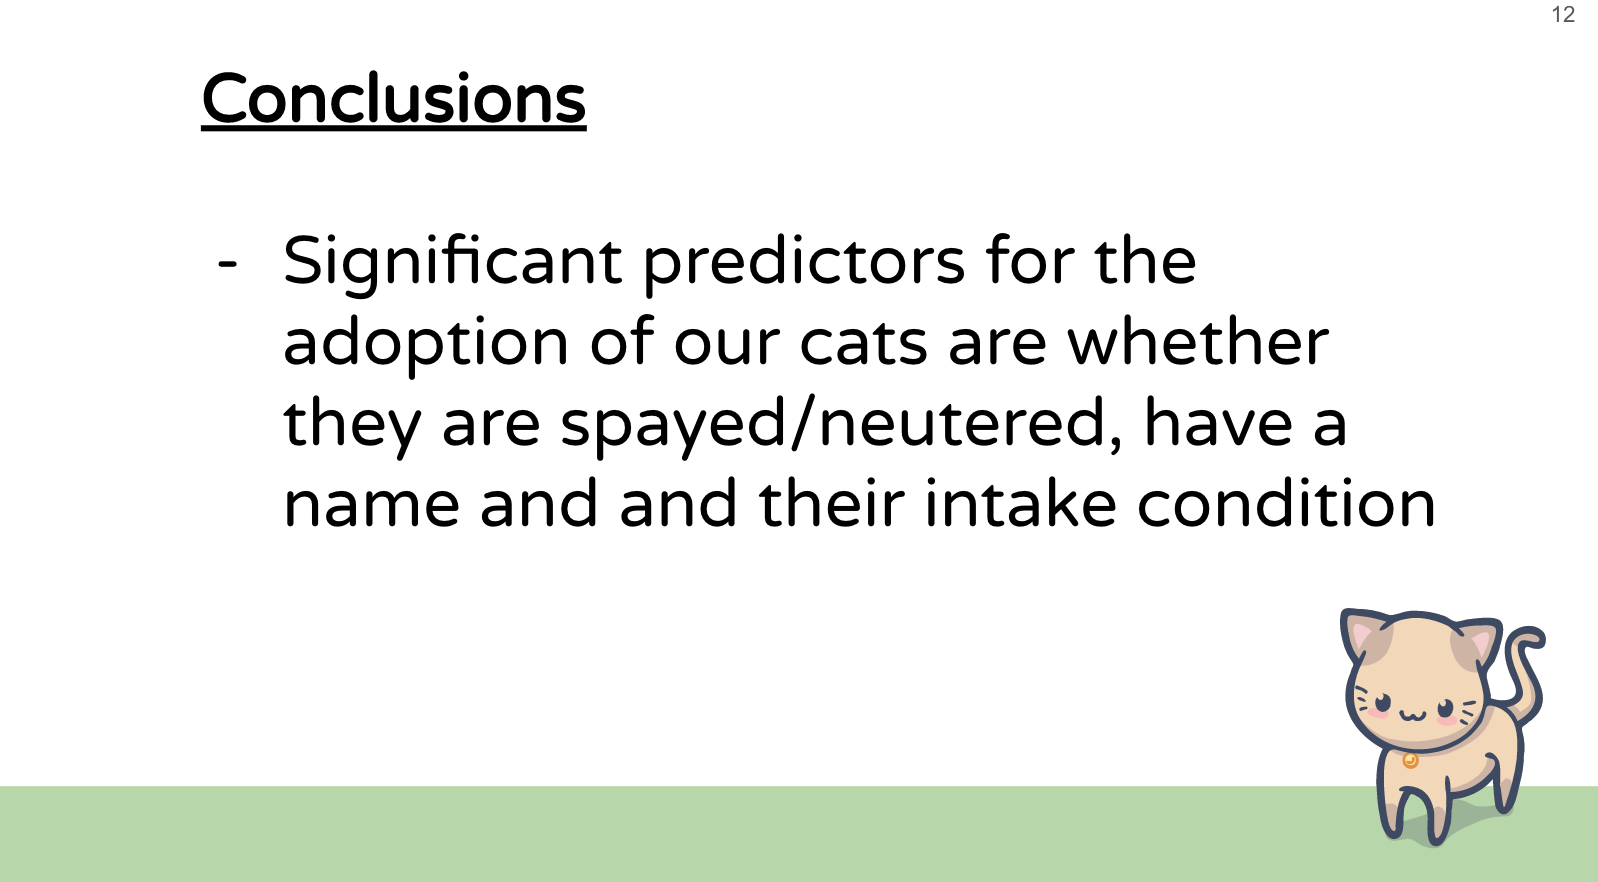 12
Conclusions
- Significant predictors for the
adoption of our cats are whether
they are spayed/neutered, have a
name and and their intake condition